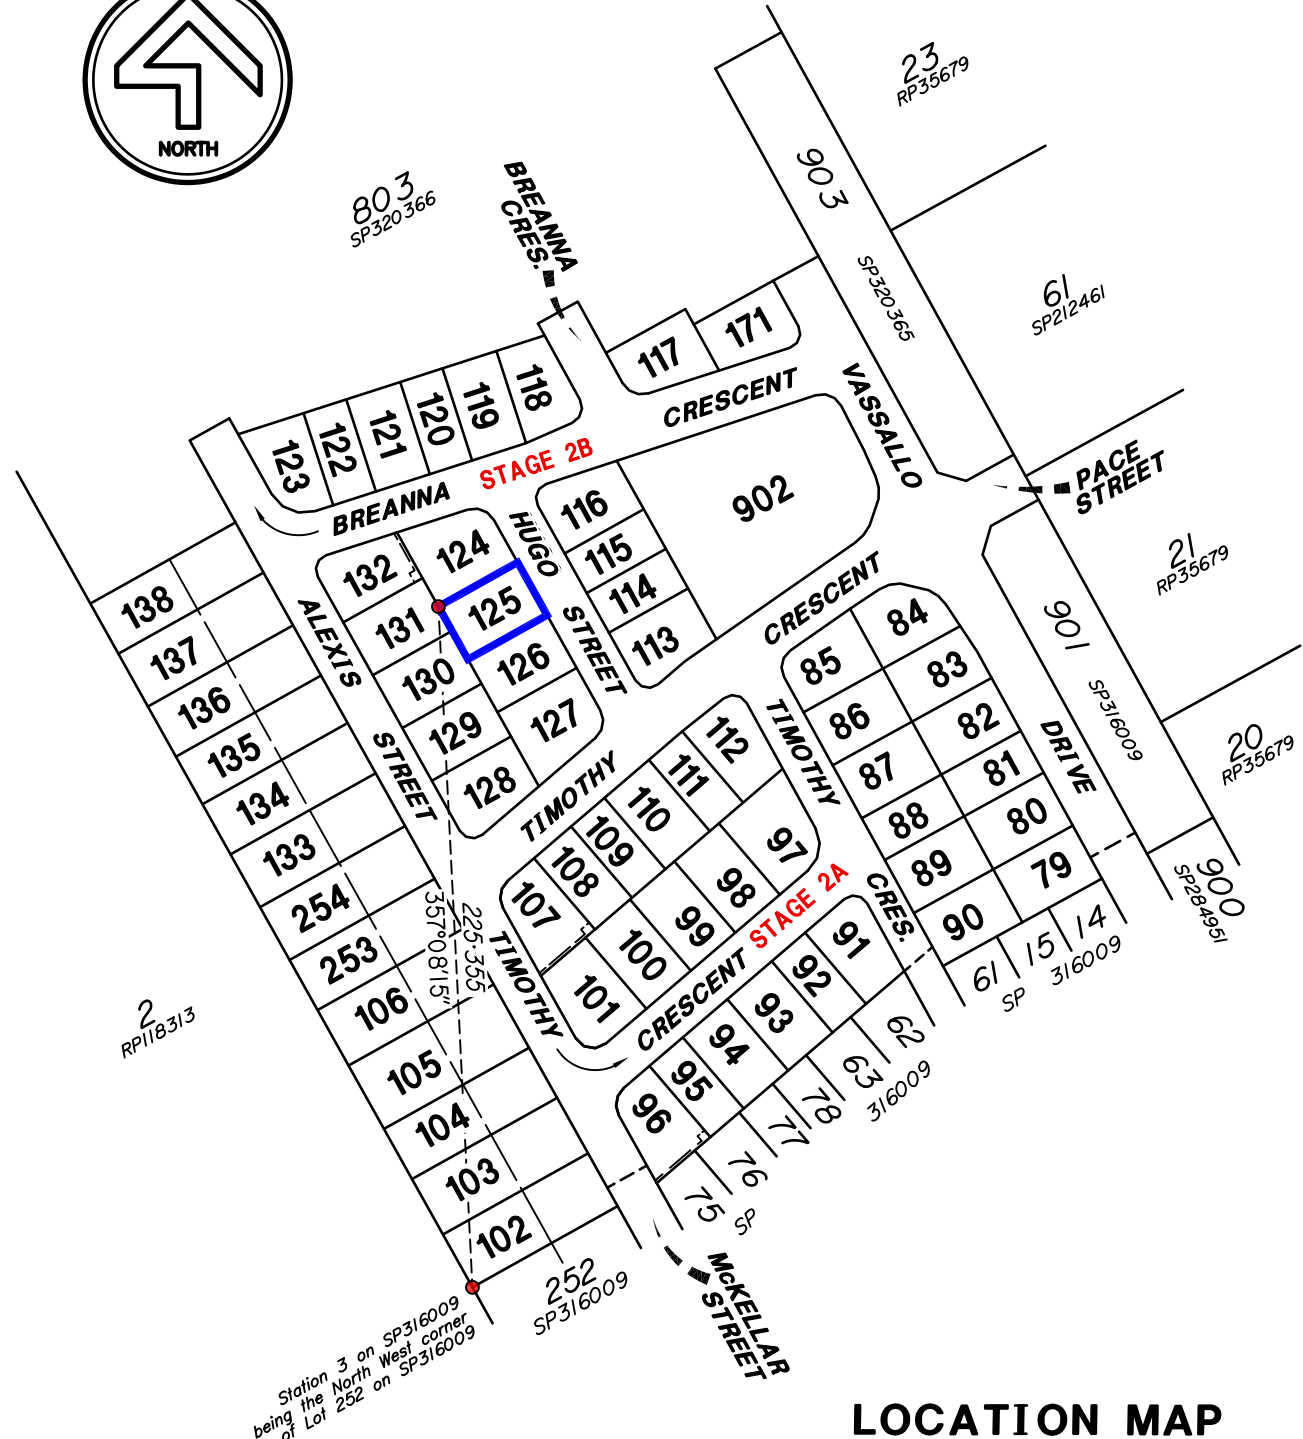 NORTH
23
RP35679
903
803
SP320366
BREANNA
CRES.
SP320365
61
SP212461
117
171
VASSALLO
118
119
120
121
122
123
CRESCENT
STAGE 2B
BREANNA
PACE
STREET
902
116
115
114
113
HUGO
STREET
124
125
126
127
128
129
130
131
132
ALEXIS
STREET
138
137
136
135
134
133
254
253
106
105
104
103
102
21
RP35679
901
SP316009
20
RP35679
900
SP284951
CRESCENT
TIMOTHY
84
85
83
86
82
87
81
88
80
89
79
90
DRIVE
TIMOTHY
CRES.
112
111
110
109
108
107
97
98
99
100
101
STAGE 2A
CRESCENT
TIMOTHY
91
92
93
94
95
96
61
15
14
SP 316009
62
63
78
77
76
75
SP 316009
225·355
357°08'15"
2
RP118313
252
SP316009
McKELLAR
STREET
Station 3 on SP316009
being the North West corner
of Lot 252 on SP316009
LOCATION MAP